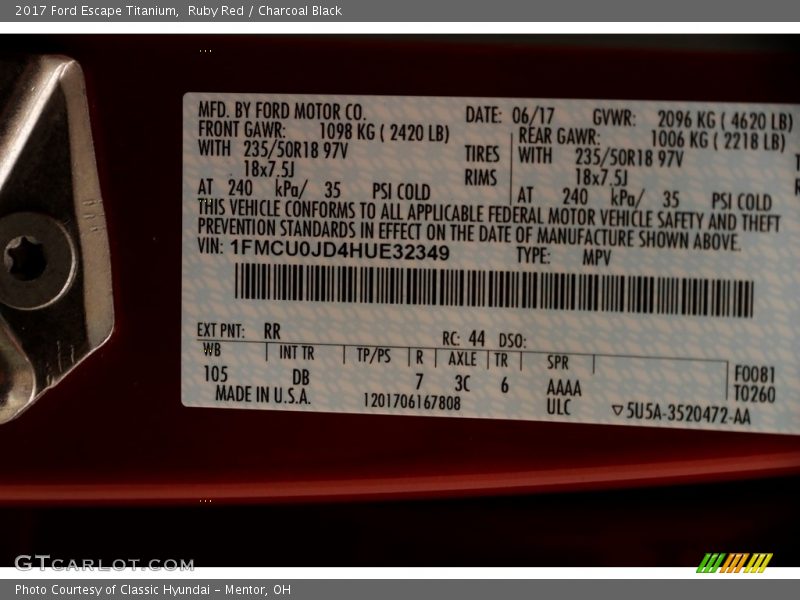 2017 Ford Escape Titanium,  Ruby Red / Charcoal Black
MFD. BY FORD MOTOR CO. DATE: 06/17 GVWR: 2096 KG ( 4620 LB)
FRONT GAWR: 1098 KG ( 2420 LB) REAR GAWR: 1006 KG ( 2218 LB)
WITH 235/50R18 97V TIRES WITH 235/50R18 97V
18x7.5J RIMS 18x7.5J
AT 240 kPa/ 35 PSI COLD AT 240 kPa/ 35 PSI COLD
THIS VEHICLE CONFORMS TO ALL APPLICABLE FEDERAL MOTOR VEHICLE SAFETY AND THEFT
PREVENTION STANDARDS IN EFFECT ON THE DATE OF MANUFACTURE SHOWN ABOVE.
VIN: 1FMCU0JD4HUE32349 TYPE: MPV
EXT PNT: RR RC: 44 DSO:
WB INT TR TP/PS R AXLE TR SPR
105 DB 7 3C 6 AAAA F0081
MADE IN U.S.A. 1201706167808 ULC T0260
▽5U5A-3520472-AA
GTCARLOT.COM
Photo Courtesy of Classic Hyundai - Mentor, OH